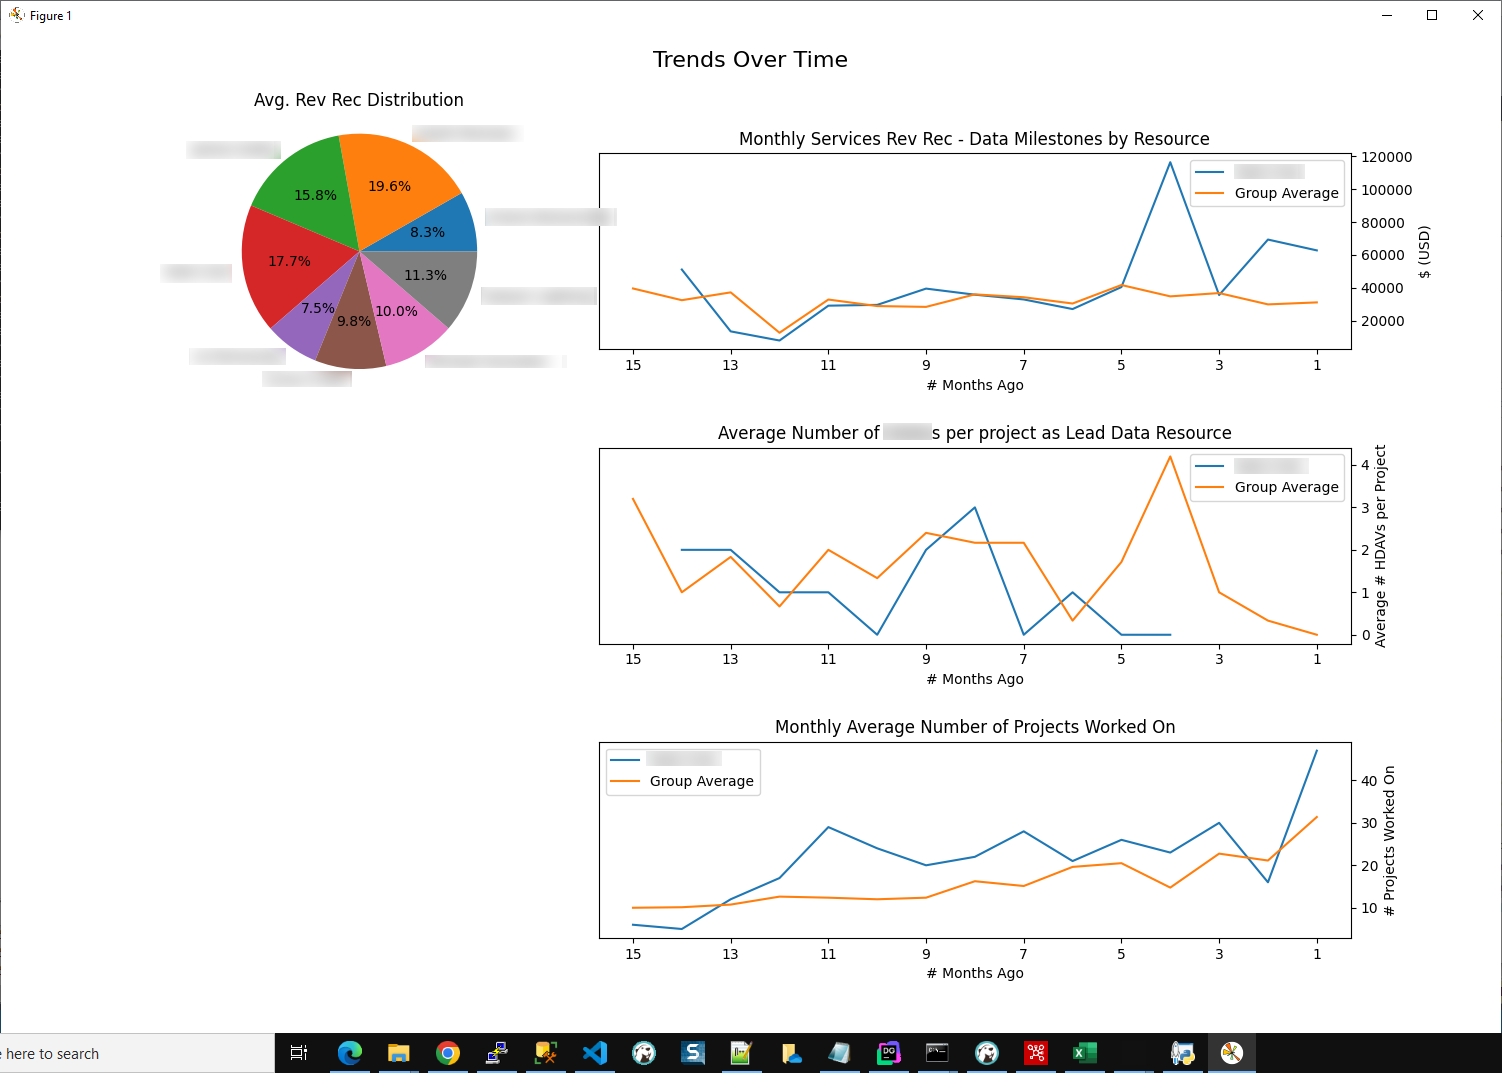 Figure 1
Trends Over Time
Avg. Rev Rec Distribution
19.6%
15.8%
8.3%
17.7%
11.3%
7.5%
9.8%
10.0%
Monthly Services Rev Rec - Data Milestones by Resource
Group Average
120000
100000
80000
60000
40000
20000
$ (USD)
15 13 11 9 7 5 3 1
# Months Ago
Average Number of s per project as Lead Data Resource
Group Average
4
3
2
1
0
Average # HDAVs per Project
15 13 11 9 7 5 3 1
# Months Ago
Monthly Average Number of Projects Worked On
Group Average
40
30
20
10
# Projects Worked On
15 13 11 9 7 5 3 1
# Months Ago
here to search
DG